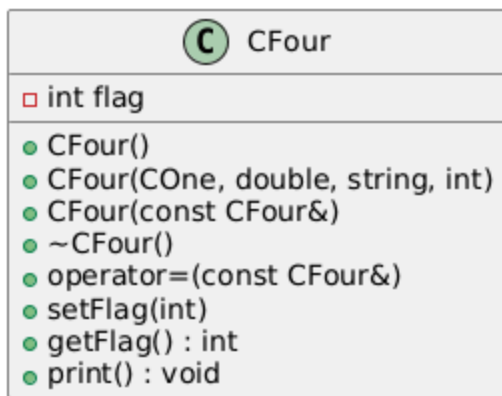 C CFour
int flag
CFour()
CFour(COne, double, string, int)
CFour(const CFour&)
~CFour()
operator=(const CFour&)
setFlag(int)
getFlag() : int
print() : void